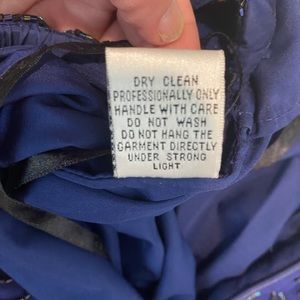 DRY CLEAN
PROFESSIONALLY ONLY
HANDLE WITH CARE
DO NOT WASH
DO NOT HANG THE
GARMENT DIRECTLY
UNDER STRONG
LIGHT